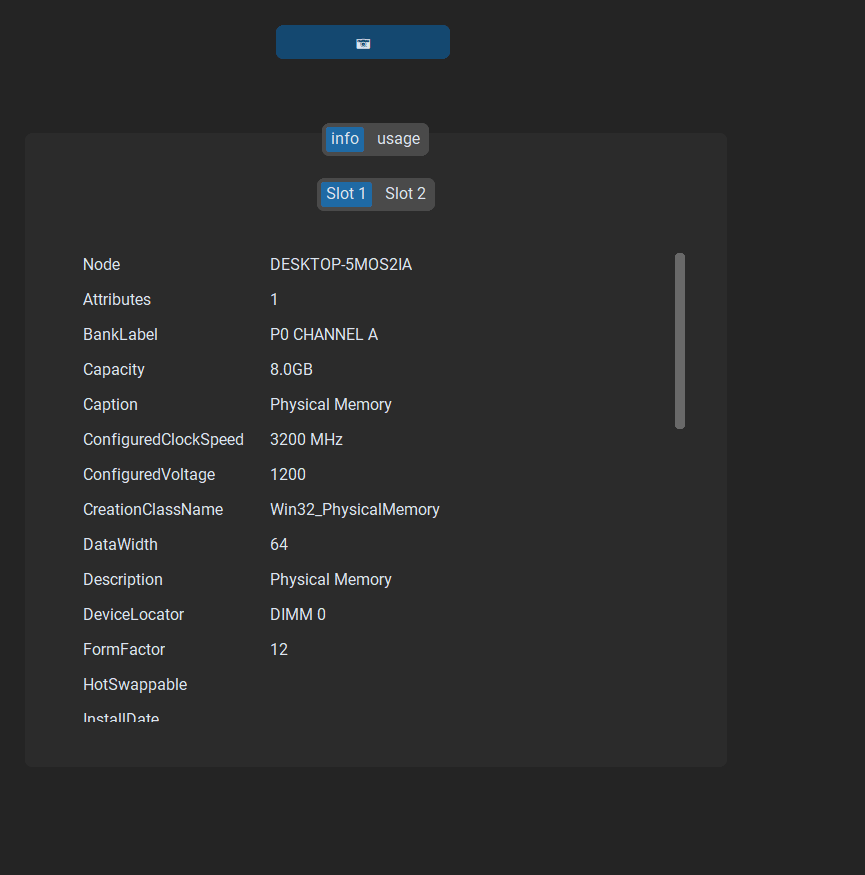 info usage
Slot 1 Slot 2
Node DESKTOP-5MOS2IA
Attributes 1
BankLabel P0 CHANNEL A
Capacity 8.0GB
Caption Physical Memory
ConfiguredClockSpeed 3200 MHz
ConfiguredVoltage 1200
CreationClassName Win32_PhysicalMemory
DataWidth 64
Description Physical Memory
DeviceLocator DIMM 0
FormFactor 12
HotSwappable
InstallDate